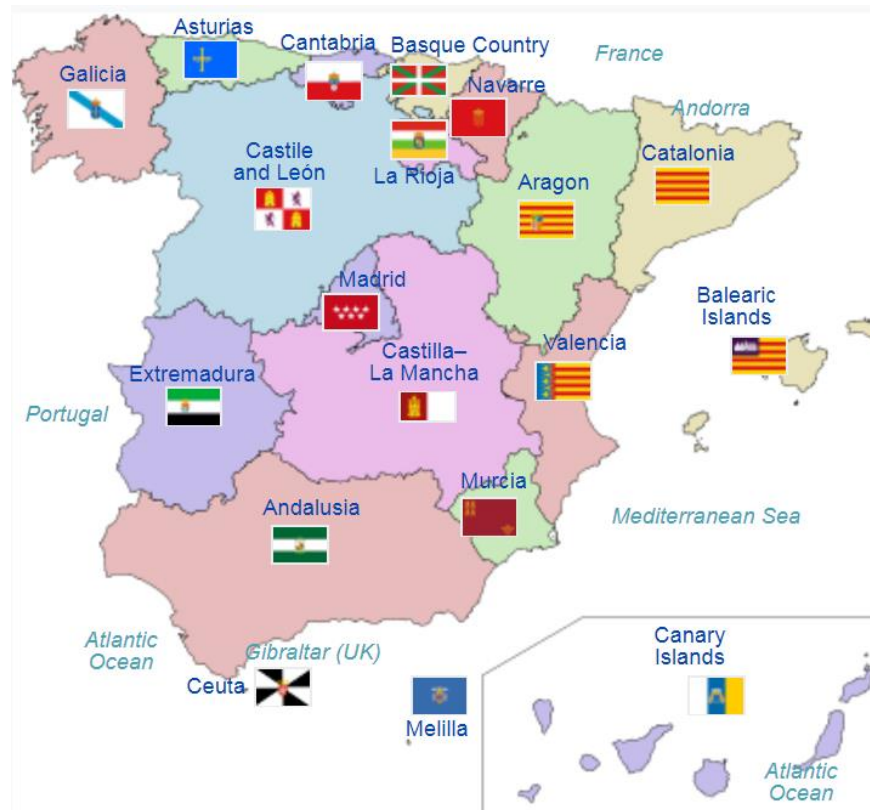 Asturias
Cantabria
Basque Country
France
Galicia
Navarre
Andorra
Castile
and León
La Rioja
Aragon
Catalonia
Madrid
Balearic
Islands
Valencia
Castilla–
La Mancha
Extremadura
Portugal
Murcia
Andalusia
Mediterranean Sea
Atlantic
Ocean
Gibraltar (UK)
Ceuta
Melilla
Canary
Islands
Atlantic
Ocean